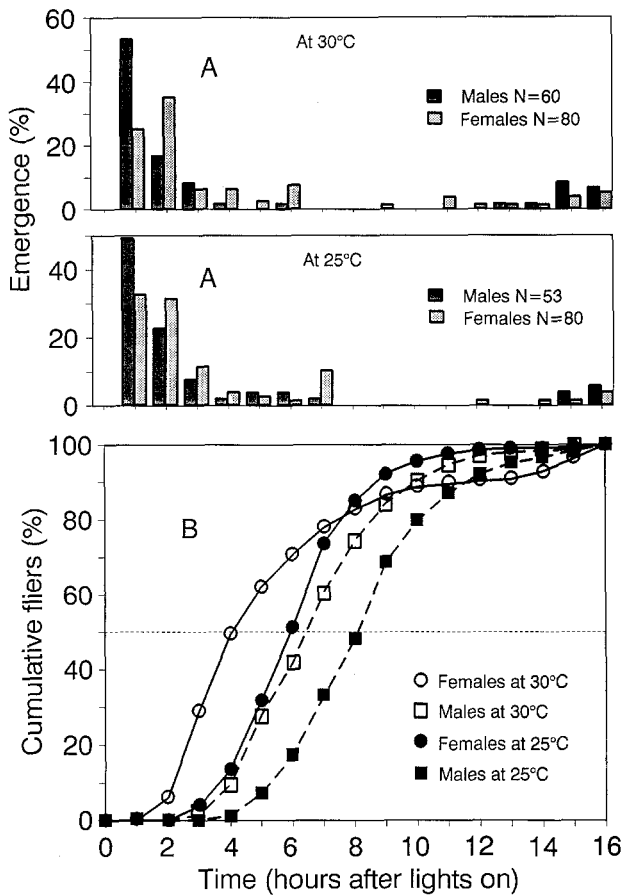 60
At 30°C
A
40
Males N=60
Females N=80
20
0
Emergence (%)
At 25°C
A
40
Males N=53
Females N=80
20
0
100
80
B
60
40
20
0
Cumulative fliers (%)
Females at 30°C
Males at 30°C
Females at 25°C
Males at 25°C
0 2 4 6 8 10 12 14 16
Time (hours after lights on)